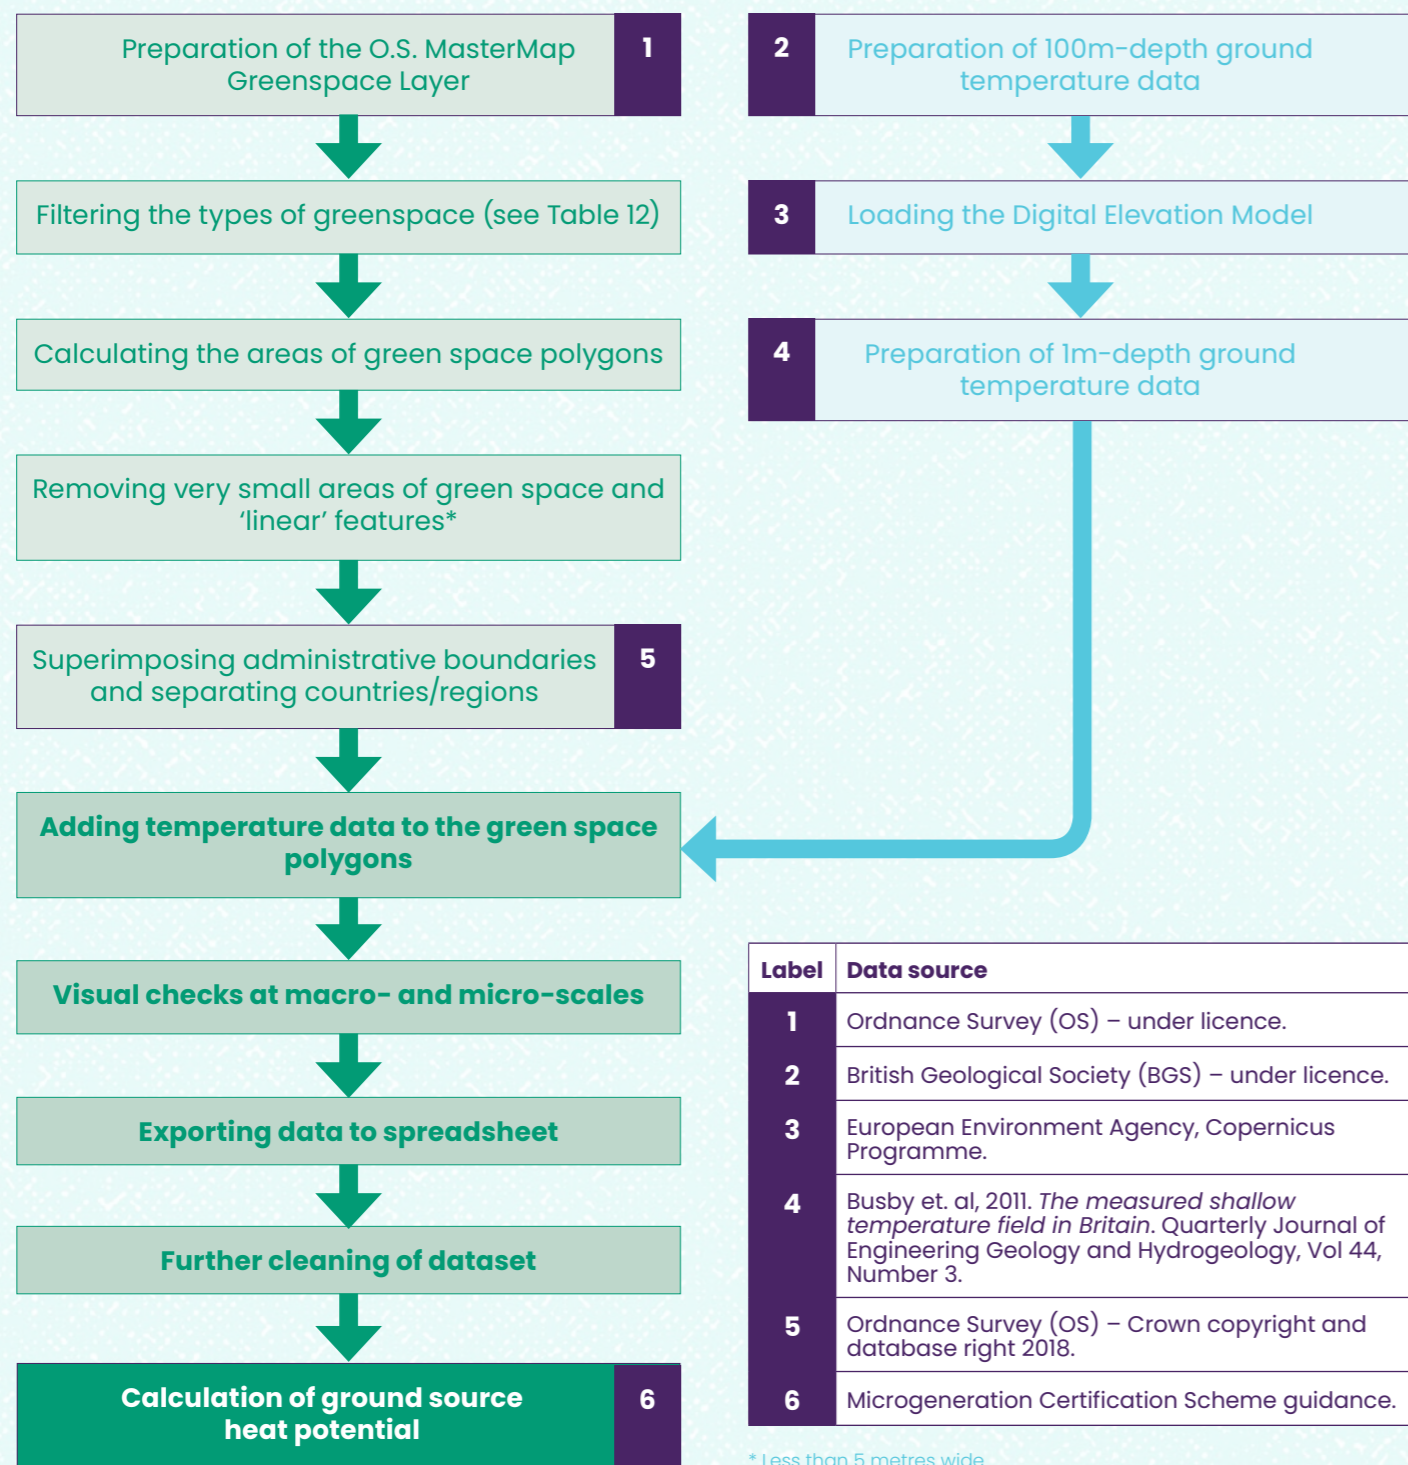 Preparation of the O.S. MasterMap
Greenspace Layer
1
Filtering the types of greenspace (see Table 12)
Calculating the areas of green space polygons
Removing very small areas of green space and
‘linear’ features*
Superimposing administrative boundaries
and separating countries/regions
5
Adding temperature data to the green space
polygons
Visual checks at macro- and micro-scales
Exporting data to spreadsheet
Further cleaning of dataset
Calculation of ground source
heat potential
6
2
Preparation of 100m-depth ground
temperature data
3
Loading the Digital Elevation Model
4
Preparation of 1m-depth ground
temperature data
Label Data source
1 Ordnance Survey (OS) – under licence.
2 British Geological Society (BGS) – under licence.
3 European Environment Agency, Copernicus
Programme.
4 Busby et. al, 2011. The measured shallow
temperature field in Britain. Quarterly Journal of
Engineering Geology and Hydrogeology, Vol 44,
Number 3.
5 Ordnance Survey (OS) – Crown copyright and
database right 2018.
6 Microgeneration Certification Scheme guidance.
* Less than 5 metres wide